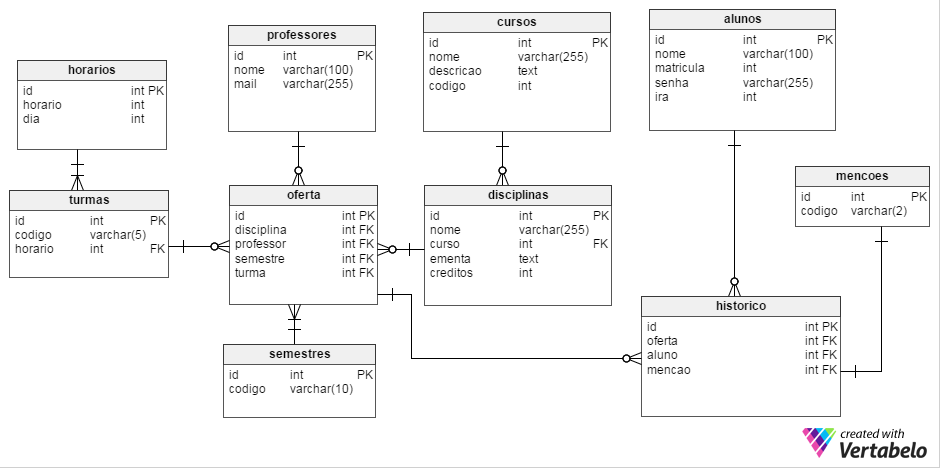 horarios
id int PK
horario int
dia int
professores
id int PK
nome varchar(100)
mail varchar(255)
cursos
id int PK
nome varchar(255)
descricao text
codigo int
alunos
id int PK
nome varchar(100)
matricula int
senha varchar(255)
ira int
turmas
id int PK
codigo varchar(5)
horario int FK
oferta
id int PK
disciplina int FK
professor int FK
semestre int FK
turma int FK
disciplinas
id int PK
nome varchar(255)
curso int FK
ementa text
creditos int
mencoes
id int PK
codigo varchar(2)
semestres
id int PK
codigo varchar(10)
historico
id int PK
oferta int FK
aluno int FK
mencao int FK
created with
Vertabelo